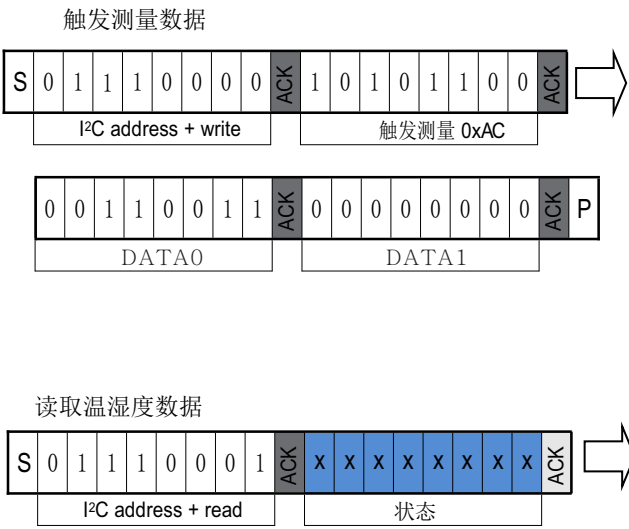 触发测量数据
S 0 1 1 1 0 0 0 0 ACK 1 0 1 0 1 1 0 0 ACK
I²C address + write 触发测量 0xAC
0 0 1 1 0 0 1 1 ACK 0 0 0 0 0 0 0 0 ACK P
DATA0 DATA1
读取温湿度数据
S 0 1 1 1 0 0 0 1 ACK X X X X X X X X ACK
I²C address + read 状态